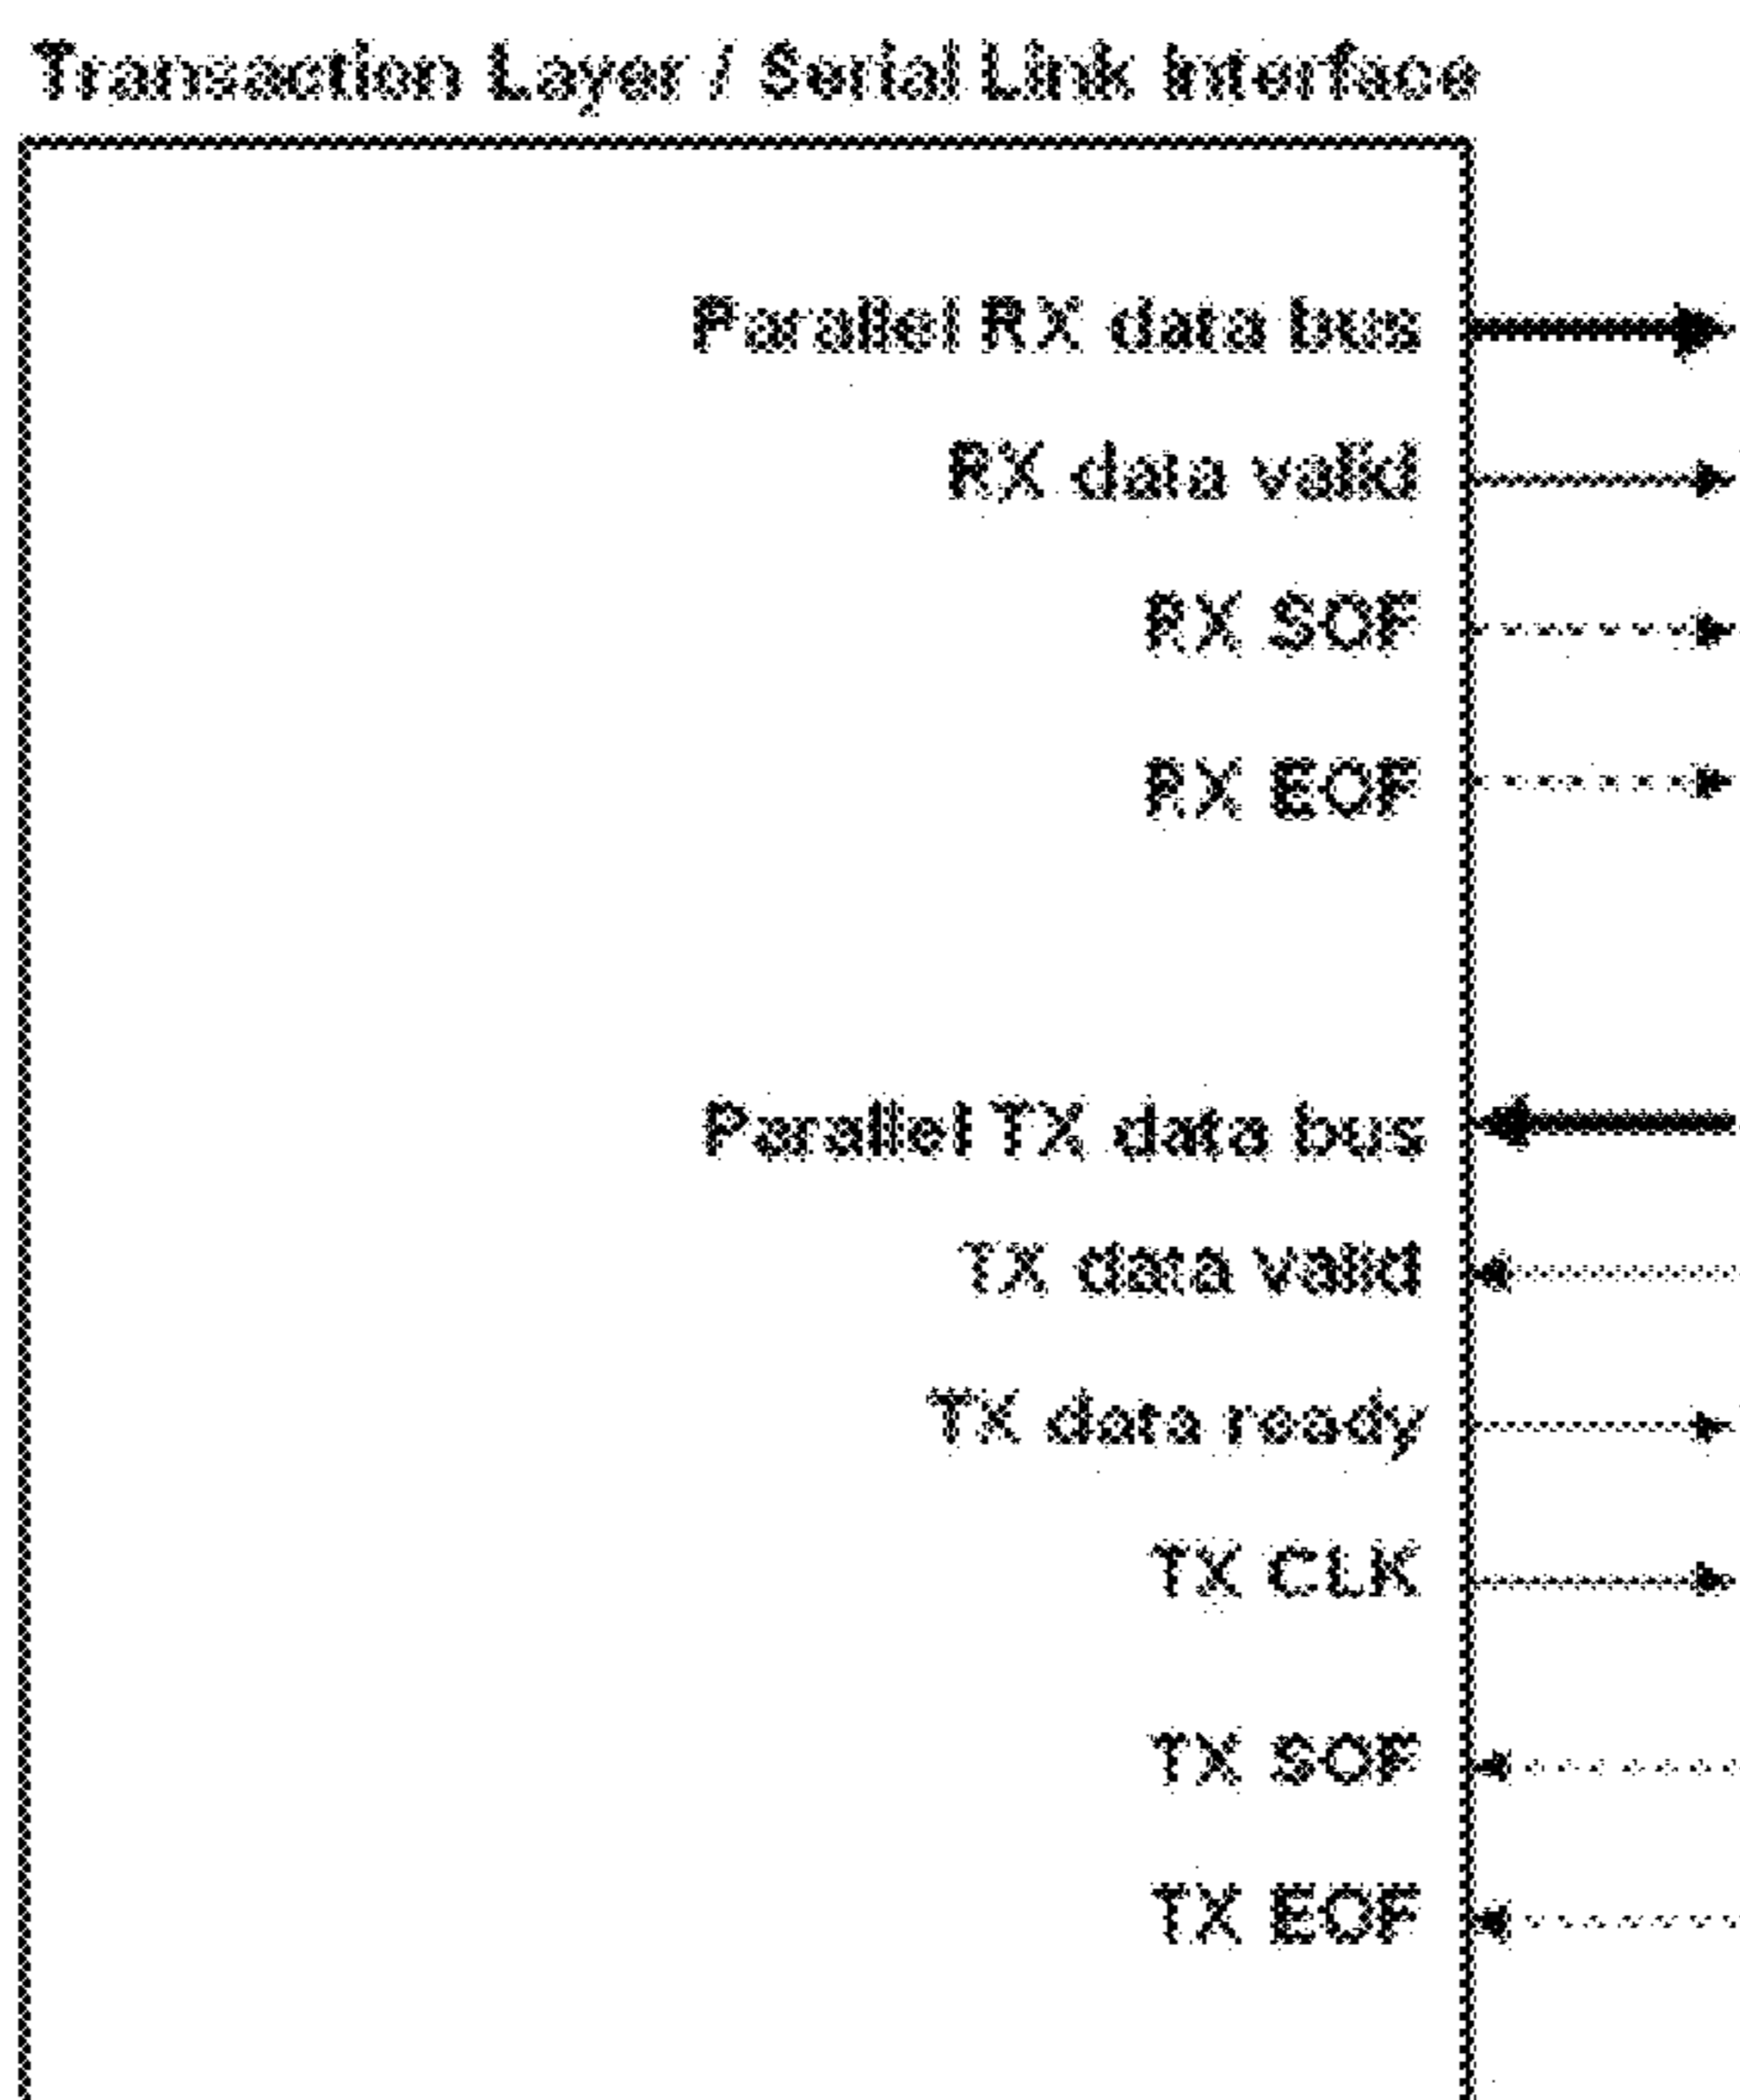 Transaction Layer / Serial Link Interface
Parallel RX data bus
RX data valid
RX SOF
RX EOF
Parallel TX data bus
TX data valid
TX data ready
TX CLK
TX SOF
TX EOF